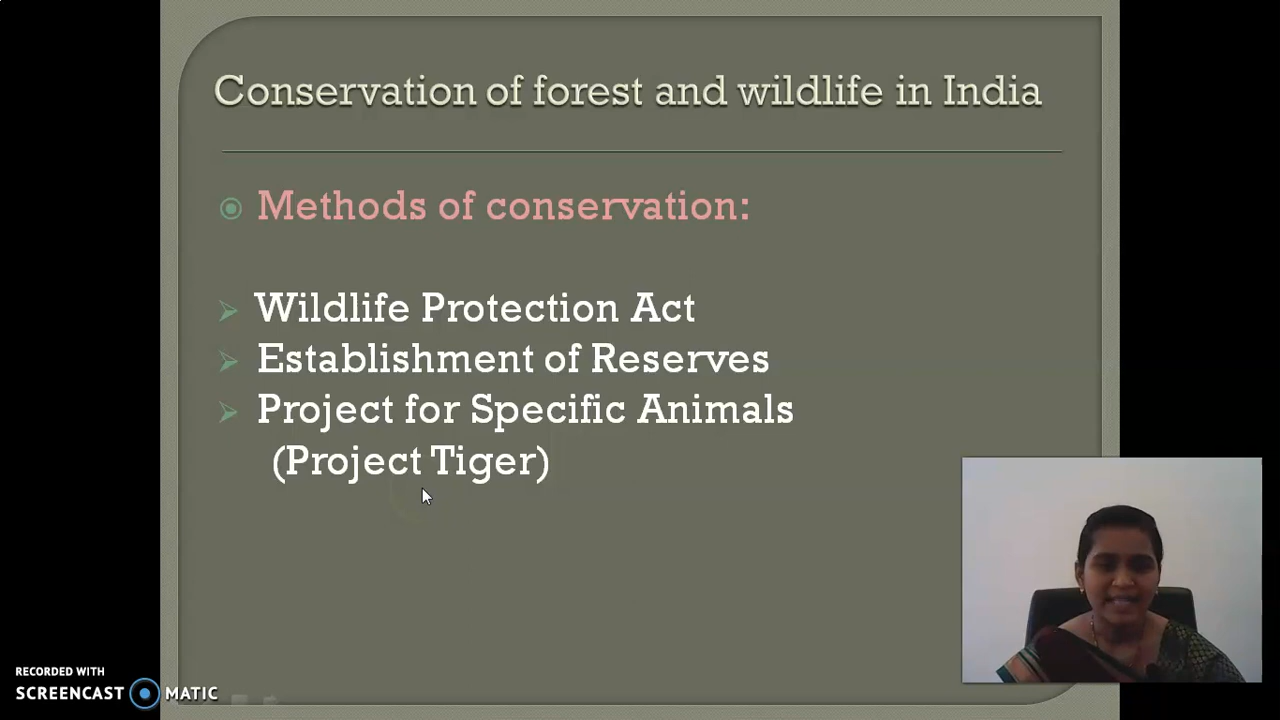 Conservation of forest and wildlife in India
Methods of conservation:
Wildlife Protection Act
Establishment of Reserves
Project for Specific Animals
(Project Tiger)
RECORDED WITH
SCREENCAST MATIC